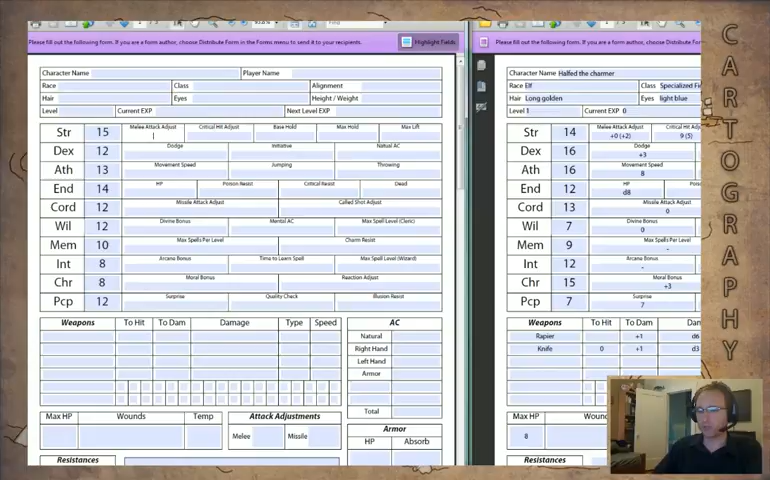 Please fill out the following form. If you are a form author, choose Distribute Form in the Forms menu to send it to your recipients.
Highlight Fields
Character Name
Player Name
Race
Class
Alignment
Hair
Eyes
Height / Weight
Level
Current EXP
Next Level EXP
Str 15 Melee Attack Adjust Critical Hit Adjust Base Hold Max Hold Max Lift
Dex 12 Dodge Initiative Natual AC
Ath 13 Movement Speed Jumping Throwing
End 14 HP Poison Resist Critical Resist Dead
Cord 12 Missile Attack Adjust Called Shot Adjust
Wil 12 Divine Bonus Mental AC Max Spell Level (Cleric)
Mem 10 Max Spells Per Level Charm Resist
Int 8 Arcane Bonus Time to Learn Spell Max Spell Level (Wizard)
Chr 8 Moral Bonus Reaction Adjust
Pcp 12 Surprise Quality Check Illusion Resist
Weapons To Hit To Dam Damage Type Speed
AC
Natural
Right Hand
Left Hand
Armor
Total
Max HP Wounds Temp
Attack Adjustments
Melee Missile
Armor
HP Absorb
Resistances
Please fill out the following form. If you are a form author, choose Distribute Form in the Forms
Character Name Halfed the charmer
Race Elf
Class Specialized Fi
Hair Long golden
Eyes light blue
Level 1
Current EXP 0
Str 14 Melee Attack Adjust +0 (+2) Critical Hit Adj 9 (5)
Dex 16 Dodge +3
Ath 16 Movement Speed 8
End 12 HP d8
Cord 13 Missile Attack Adjust 0
Wil 7 Divine Bonus 0
Mem 9 Max Spells Per Level -
Int 12 Arcane Bonus -
Chr 15 Moral Bonus +3
Pcp 7 Surprise 7
Weapons To Hit To Dam Dam
Rapier +1 d6
Knife 0 +1 d3
Max HP Wound
8
CARTOGRAPHY